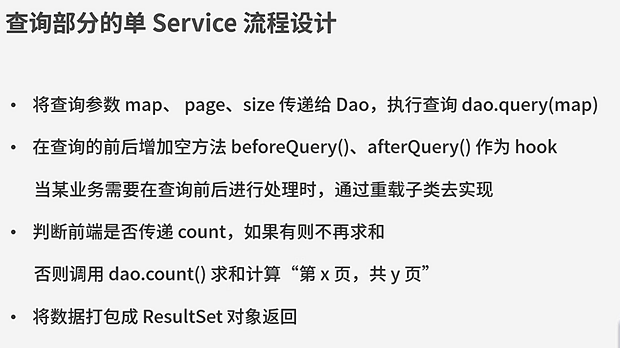 查询部分的单 Service 流程设计
• 将查询参数 map、 page、size 传递给 Dao，执行查询 dao.query(map)
• 在查询的前后增加空方法 beforeQuery()、afterQuery() 作为 hook
当某业务需要在查询前后进行处理时，通过重载子类去实现
• 判断前端是否传递 count，如果有则不再求和
否则调用 dao.count() 求和计算“第 x 页，共 y 页”
• 将数据打包成 ResultSet 对象返回